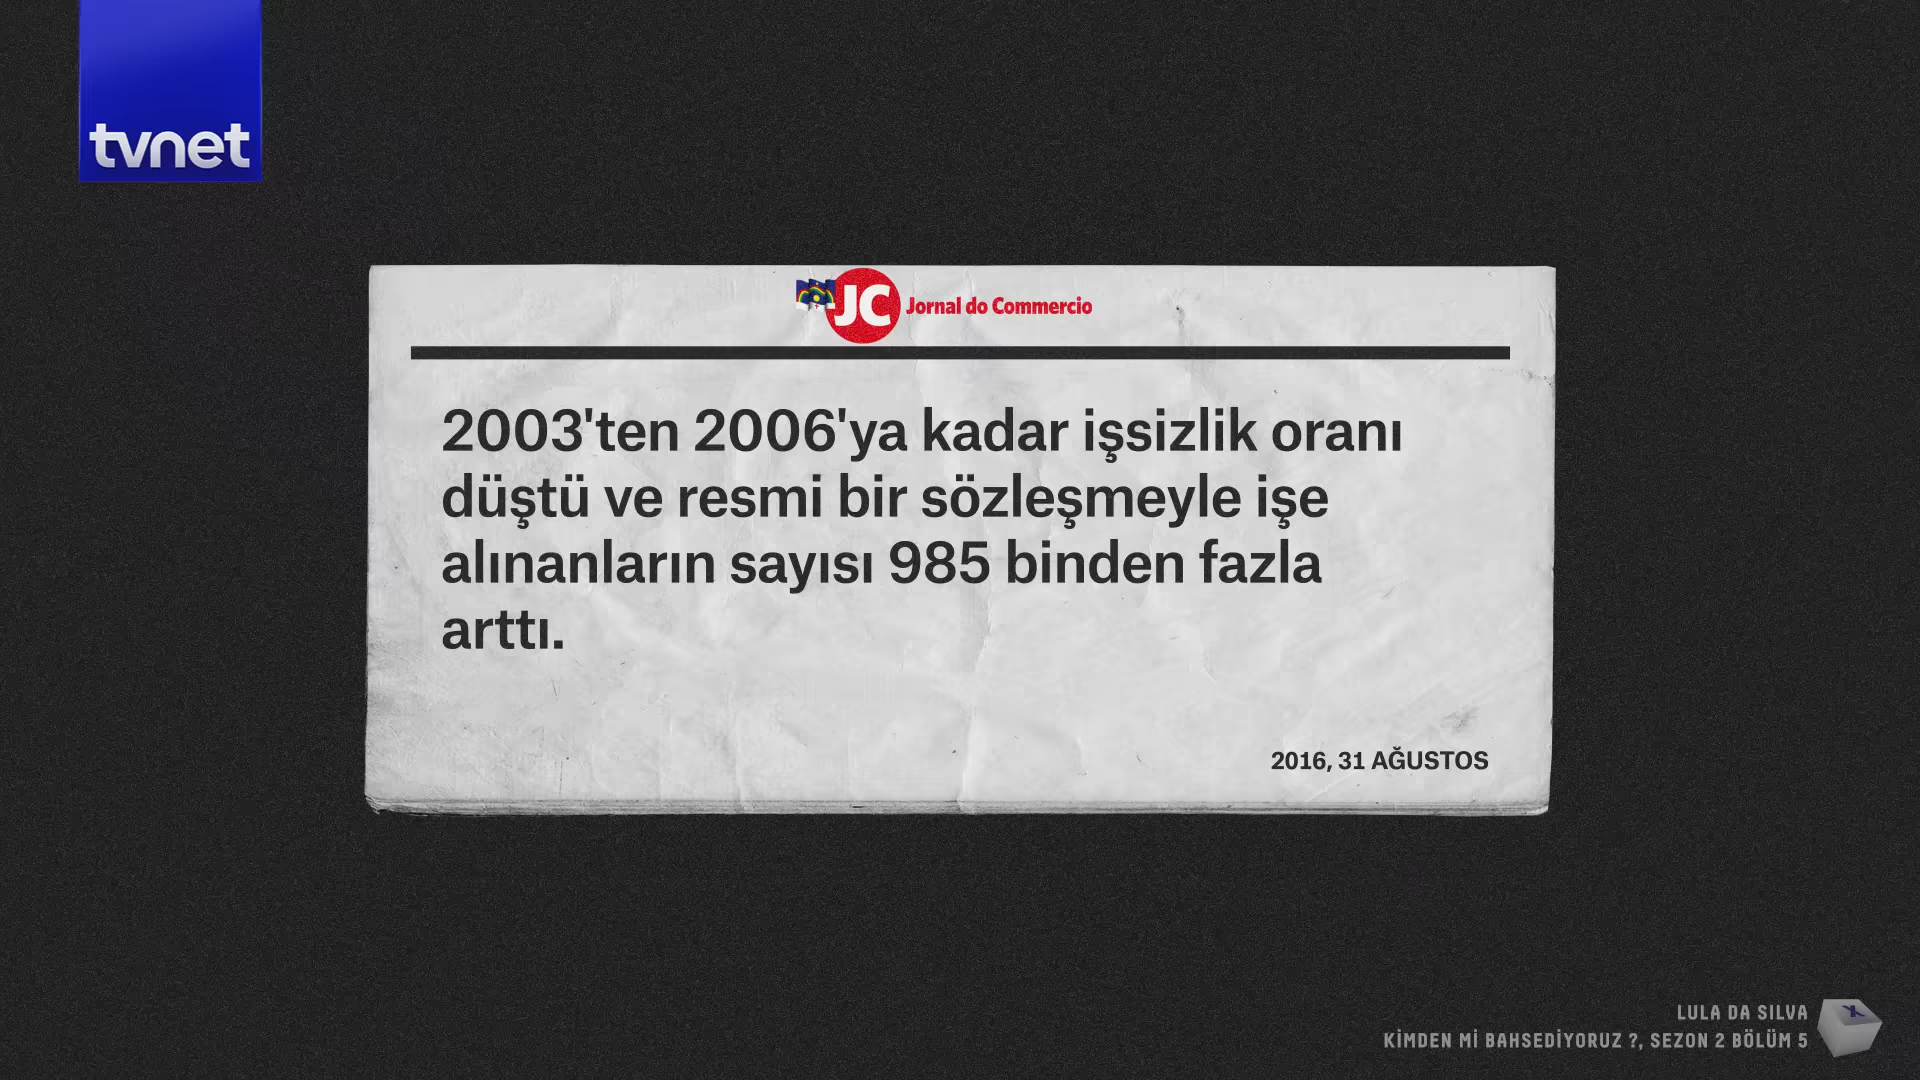 tvnet
JC Jornal do Commercio
2003'ten 2006'ya kadar işsizlik oranı
düştü ve resmi bir sözleşmeyle işe
alınanların sayısı 985 binden fazla
arttı.
2016, 31 AĞUSTOS
LULA DA SILVA
KİMDEN Mİ BAHSEDİYORUZ ?, SEZON 2 BÖLÜM 5